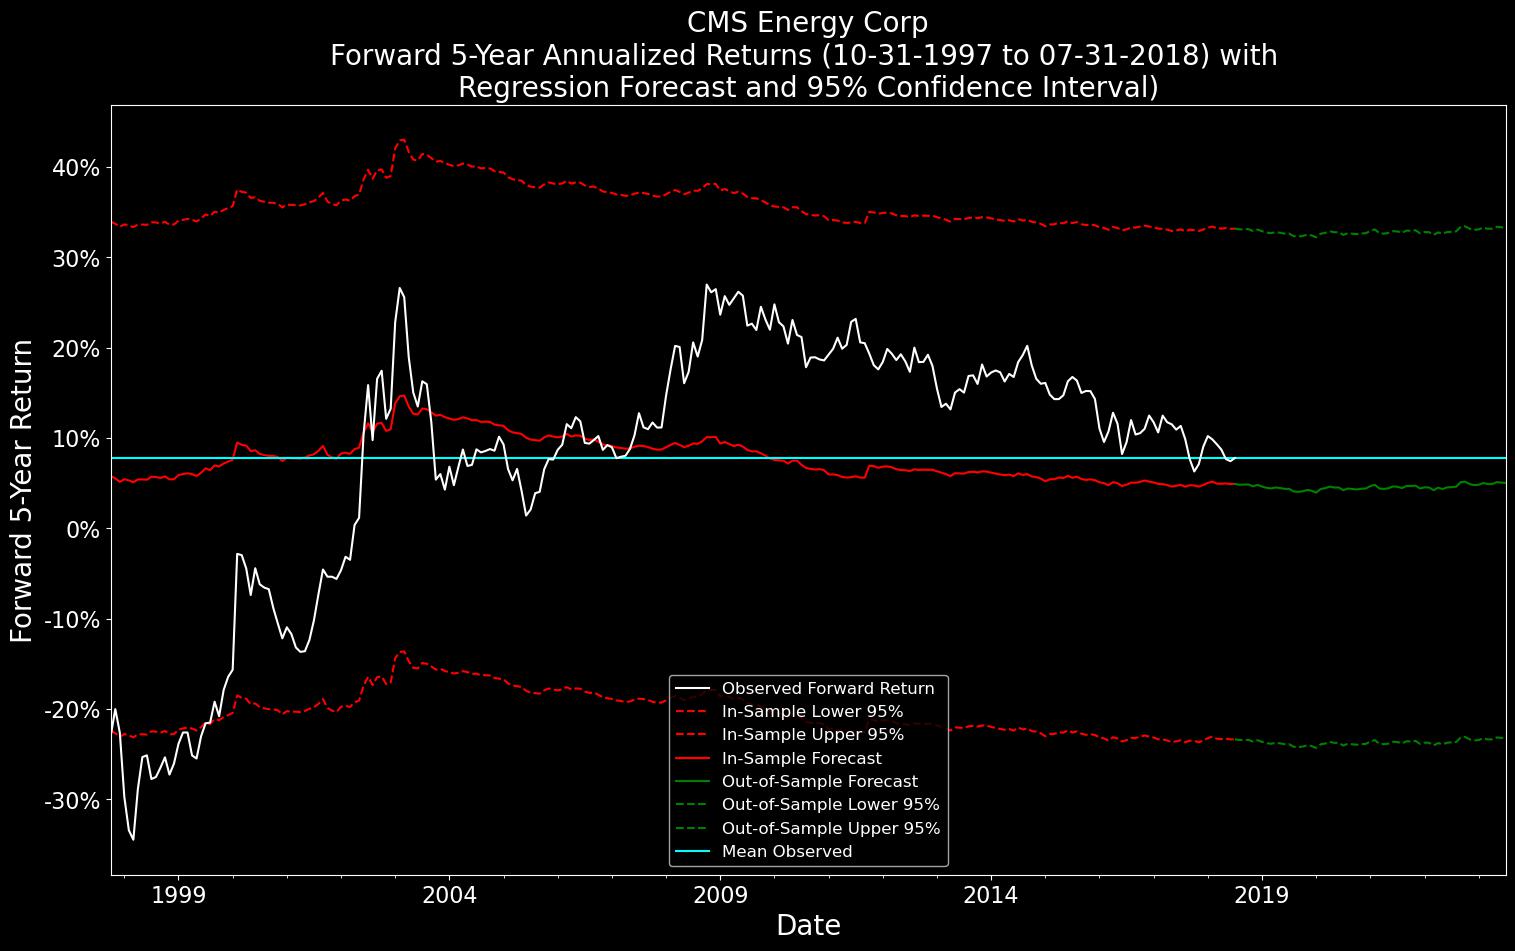 CMS Energy Corp
Forward 5-Year Annualized Returns (10-31-1997 to 07-31-2018) with
Regression Forecast and 95% Confidence Interval)
Forward 5-Year Return
40%
30%
20%
10%
0%
-10%
-20%
-30%
Observed Forward Return
In-Sample Lower 95%
In-Sample Upper 95%
In-Sample Forecast
Out-of-Sample Forecast
Out-of-Sample Lower 95%
Out-of-Sample Upper 95%
Mean Observed
1999
2004
2009
2014
2019
Date